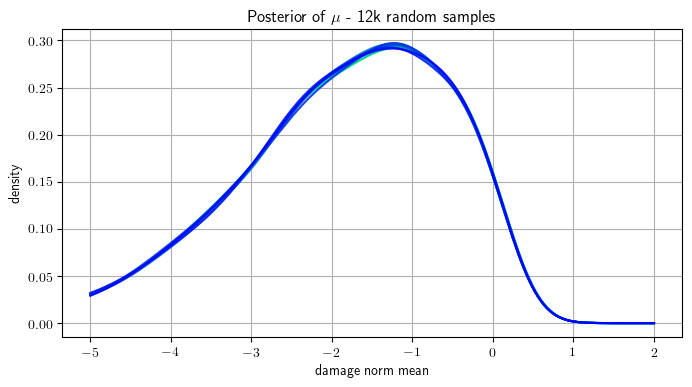 Posterior of μ - 12k random samples
density
0.30
0.25
0.20
0.15
0.10
0.05
0.00
−5 −4 −3 −2 −1 0 1 2
damage norm mean